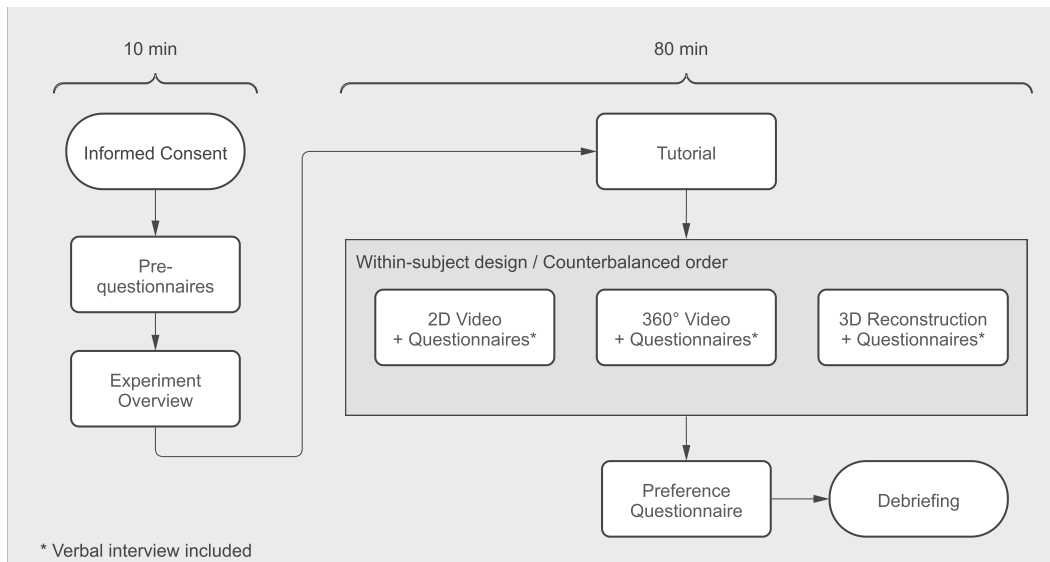 10 min
80 min
Informed Consent
Pre-
questionnaires
Experiment
Overview
Tutorial
Within-subject design / Counterbalanced order
2D Video
+ Questionnaires*
360° Video
+ Questionnaires*
3D Reconstruction
+ Questionnaires*
Preference
Questionnaire
Debriefing
* Verbal interview included